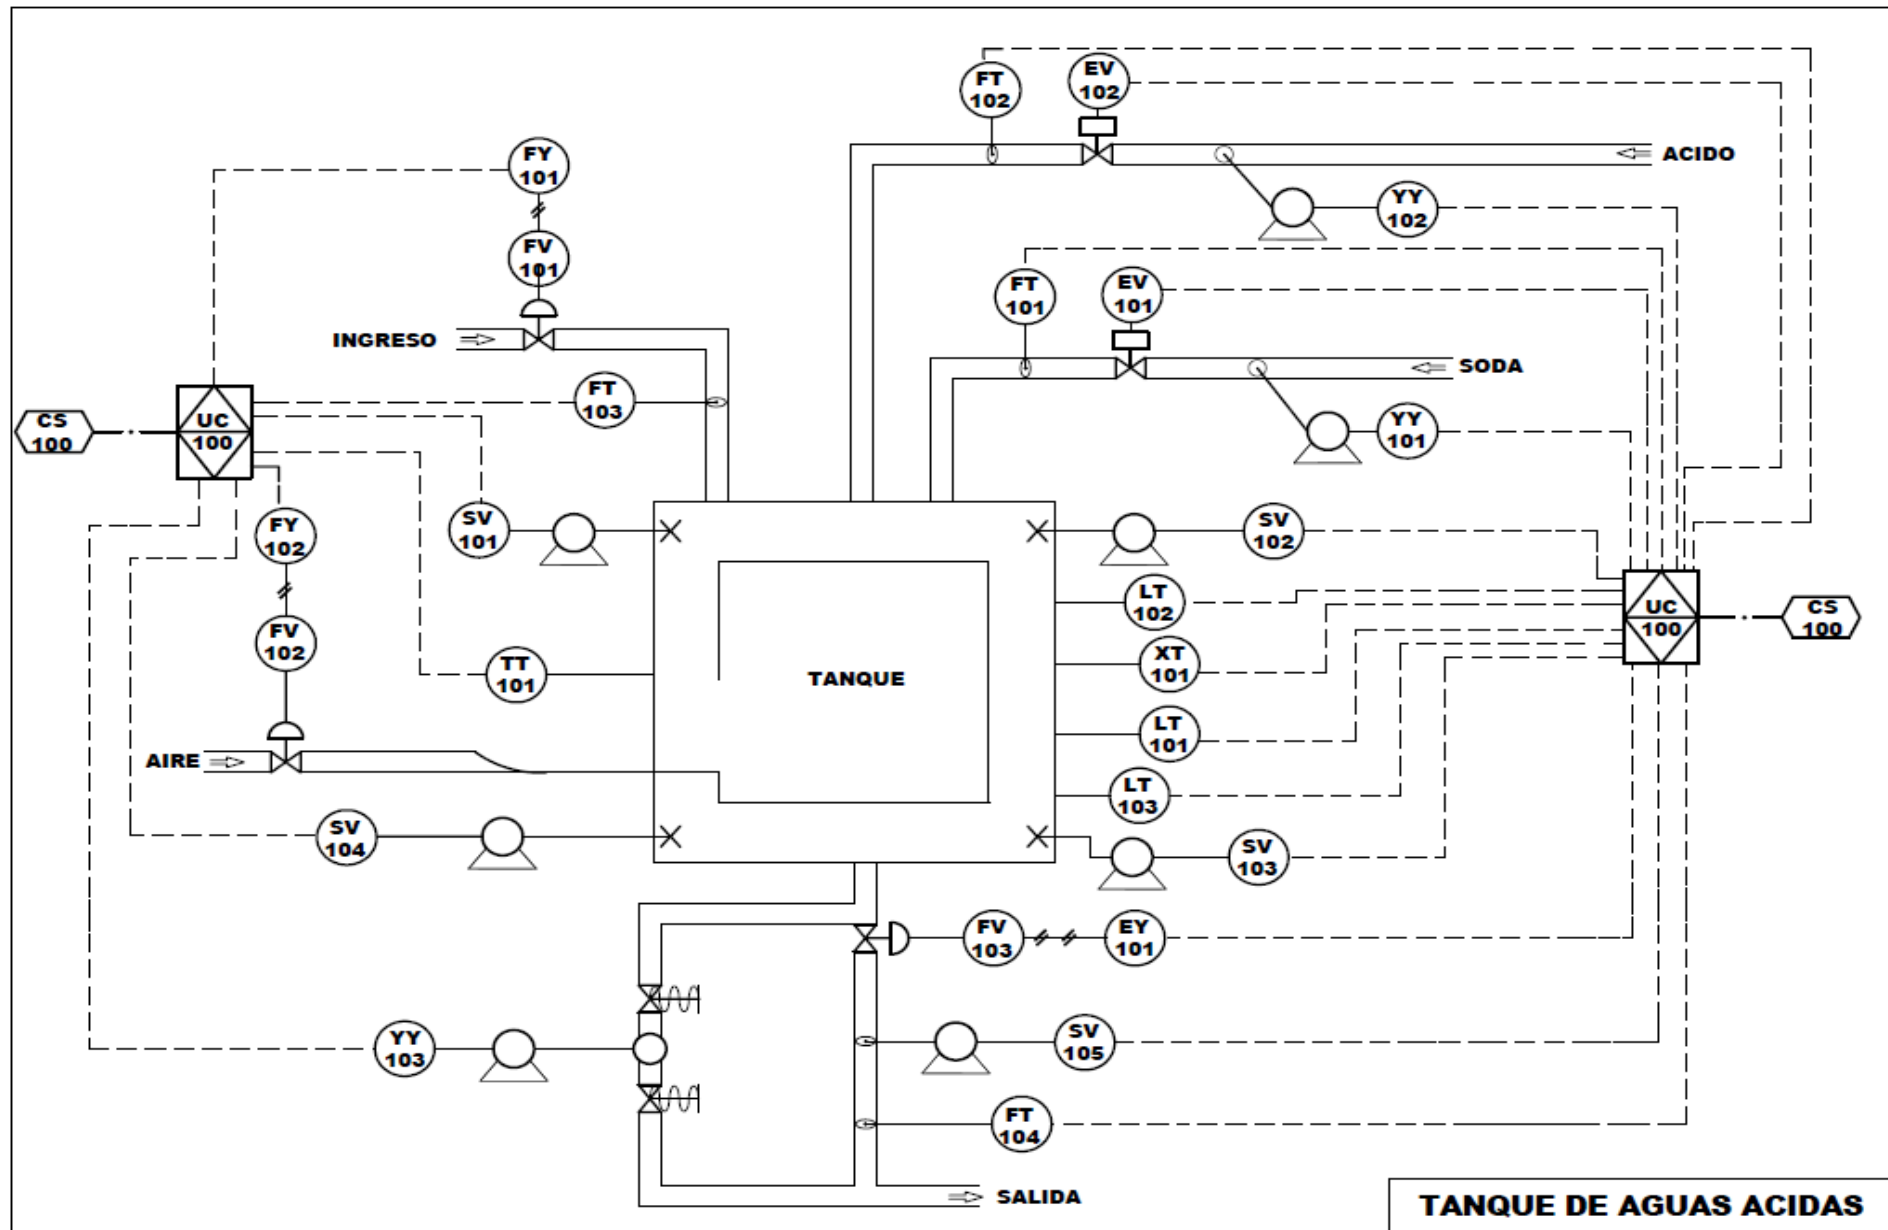 FT
102
EV
102
ACIDO
FY
101
YY
102
FV
101
FT
101
EV
101
INGRESO
SODA
FT
103
CS
100
UC
100
YY
101
SV
101
FY
102
SV
102
LT
102
UC
100
CS
100
FV
102
XT
101
TT
101
TANQUE
LT
101
AIRE
LT
103
SV
104
SV
103
FV
103
EY
101
YY
103
SV
105
FT
104
SALIDA
TANQUE DE AGUAS ACIDAS